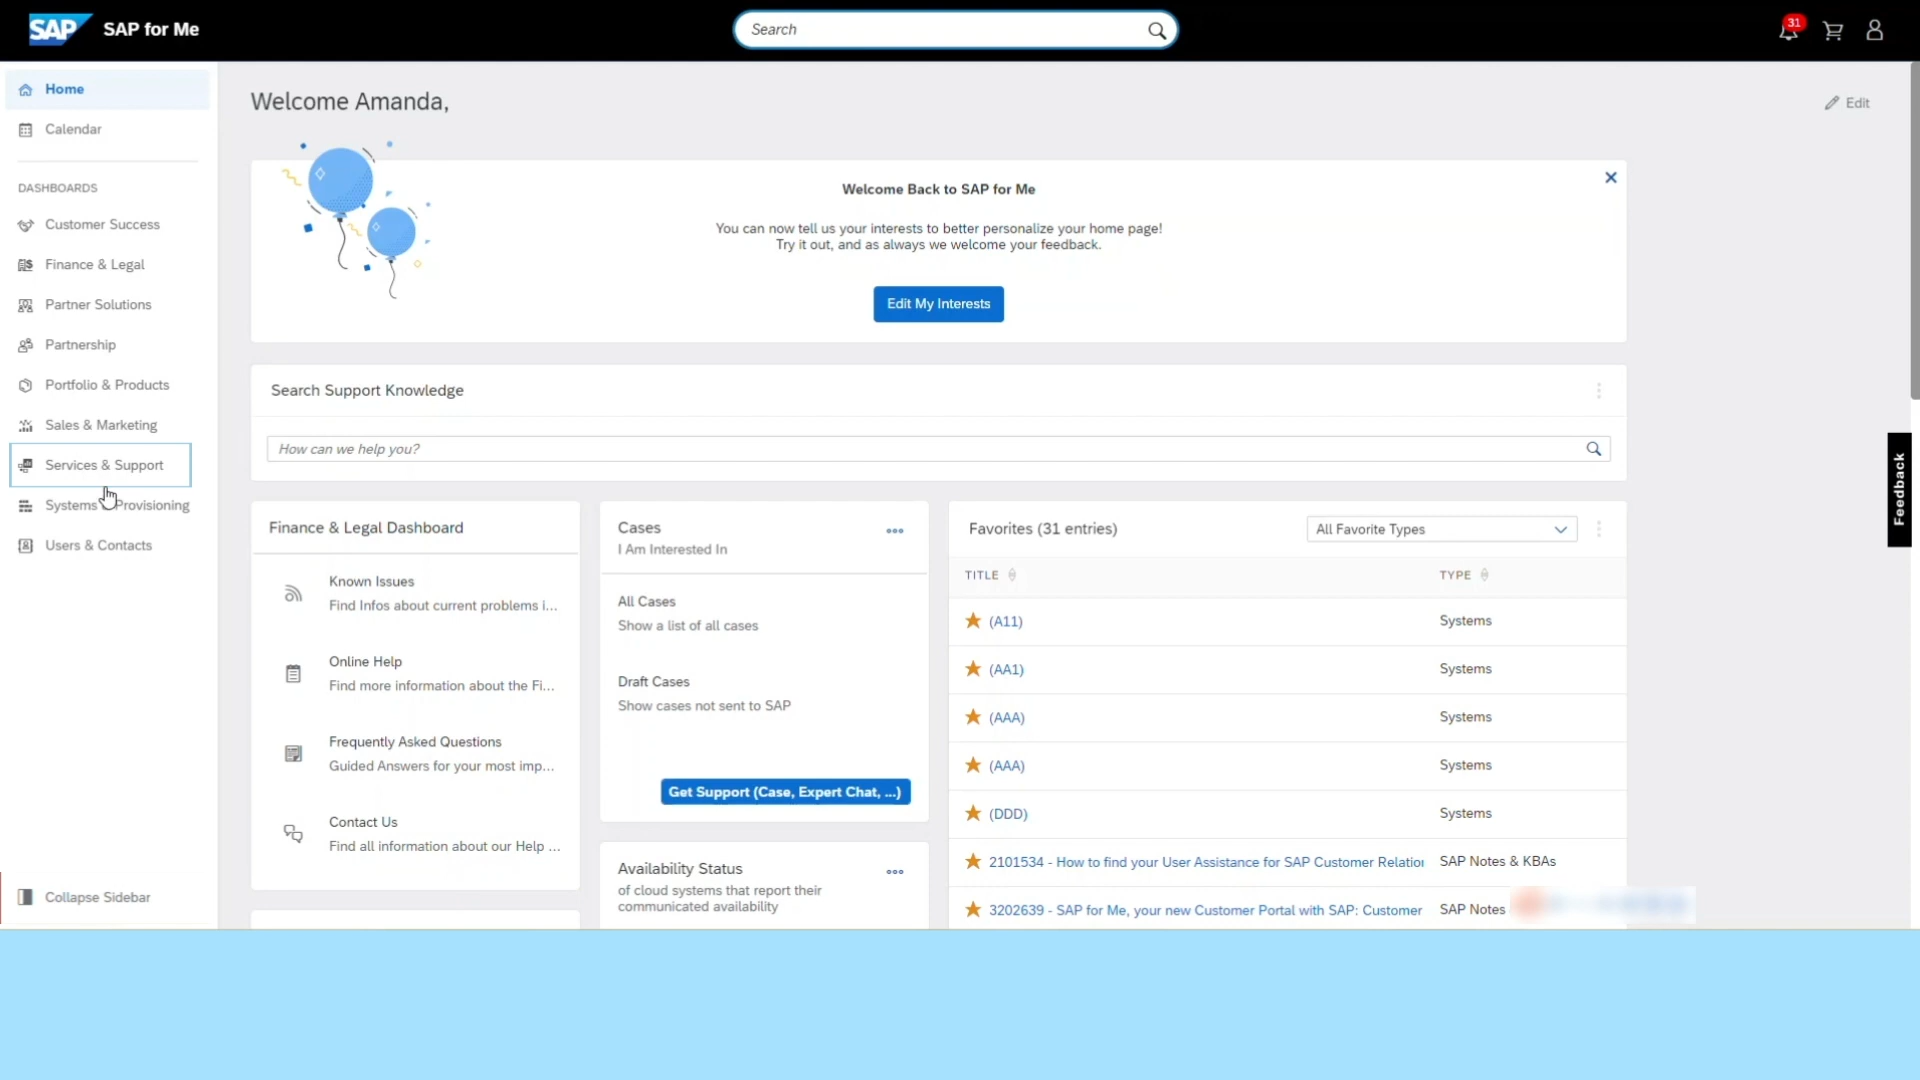 SAP SAP for Me
Search
31
Home
Calendar
DASHBOARDS
Customer Success
Finance & Legal
Partner Solutions
Partnership
Portfolio & Products
Sales & Marketing
Services & Support
Systems Provisioning
Users & Contacts
Collapse Sidebar
Welcome Amanda,
Edit
Welcome Back to SAP for Me
You can now tell us your interests to better personalize your home page!
Try it out, and as always we welcome your feedback.
Edit My Interests
Search Support Knowledge
How can we help you?
Finance & Legal Dashboard
Known Issues
Find Infos about current problems i...
Online Help
Find more information about the Fi...
Frequently Asked Questions
Guided Answers for your most imp...
Contact Us
Find all information about our Help ...
Cases
I Am Interested In
All Cases
Show a list of all cases
Draft Cases
Show cases not sent to SAP
Get Support (Case, Expert Chat, ...)
Availability Status
of cloud systems that report their
communicated availability
Favorites (31 entries)
All Favorite Types
TITLE TYPE
(A11) Systems
(AA1) Systems
(AAA) Systems
(AAA) Systems
(DDD) Systems
2101534 - How to find your User Assistance for SAP Customer Relatio SAP Notes & KBAs
3202639 - SAP for Me, your new Customer Portal with SAP: Customer SAP Notes
Feedback